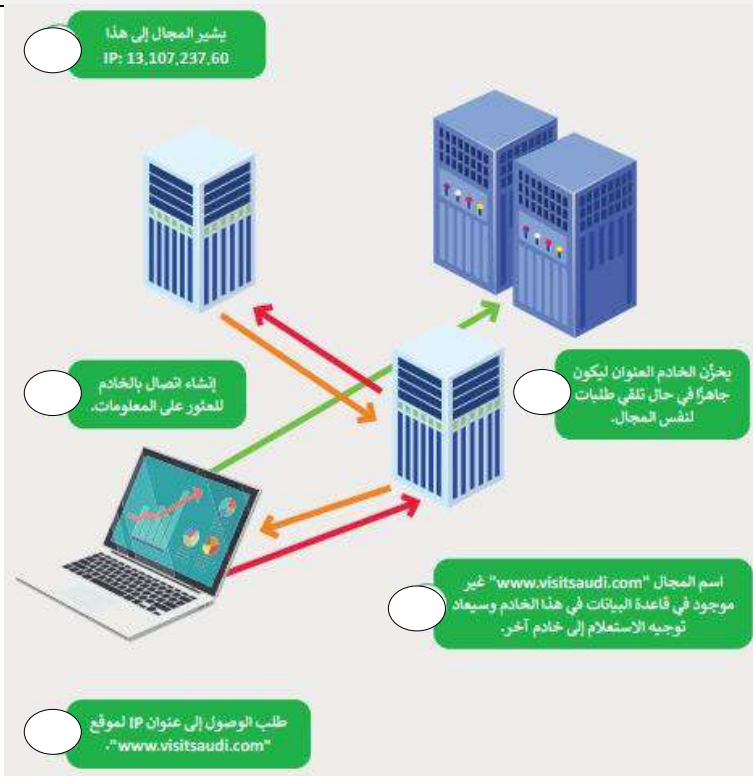 يشير المجال إلى هذا
IP: 13,107,237,60
إنشاء اتصال بالخادم
للعثور على المعلومات.
يخزّن الخادم العنوان ليكون
جاهزًا في حال تلقي طلبات
لنفس المجال.
اسم المجال "www.visitsaudi.com" غير
موجود في قاعدة البيانات في هذا الخادم وسيعاد
توجيه الاستعلام إلى خادم آخر.
طلب الوصول إلى عنوان IP لموقع
"www.visitsaudi.com".